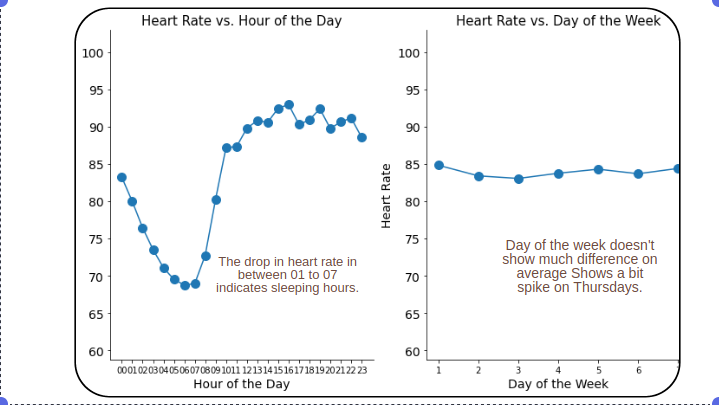 Heart Rate vs. Hour of the Day
100
95
90
85
80
75
70
65
60
00 01 02 03 04 05 06 07 08 09 10 11 12 13 14 15 16 17 18 19 20 21 22 23
Hour of the Day
The drop in heart rate in
between 01 to 07
indicates sleeping hours.
Heart Rate vs. Day of the Week
Heart Rate
100
95
90
85
80
75
70
65
60
1 2 3 4 5 6
Day of the Week
Day of the week doesn't
show much difference on
average Shows a bit
spike on Thursdays.